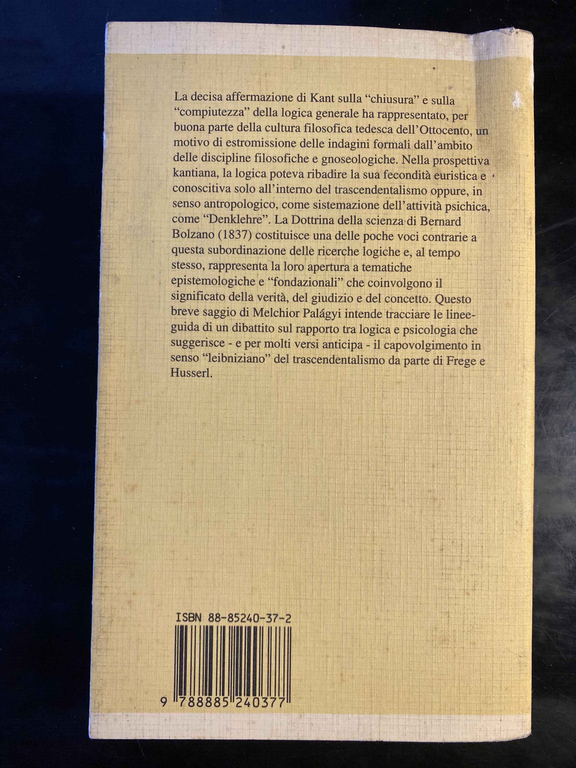 La decisa affermazione di Kant sulla “chiusura” e sulla
“compiutezza” della logica generale ha rappresentato, per
buona parte della cultura filosofica tedesca dell'Ottocento, un
motivo di estromissione delle indagini formali dall'ambito
delle discipline filosofiche e gnoseologiche. Nella prospettiva
kantiana, la logica poteva ribadire la sua fecondità euristica e
conoscitiva solo all'interno del trascendentalismo oppure, in
senso antropologico, come sistemazione dell'attività psichica,
come “Denklehre”. La Dottrina della scienza di Bernard
Bolzano (1837) costituisce una delle poche voci contrarie a
questa subordinazione delle ricerche logiche e, al tempo
stesso, rappresenta la loro apertura a tematiche
epistemologiche e “fondazionali” che coinvolgono il
significato della verità, del giudizio e del concetto. Questo
breve saggio di Melchior Palágyi intende tracciare le linee-
guida di un dibattito sul rapporto tra logica e psicologia che
suggerisce - e per molti versi anticipa - il capovolgimento in
senso “leibniziano” del trascendentalismo da parte di Frege e
Husserl.
ISBN 88-85240-37-2
9 788885 240377